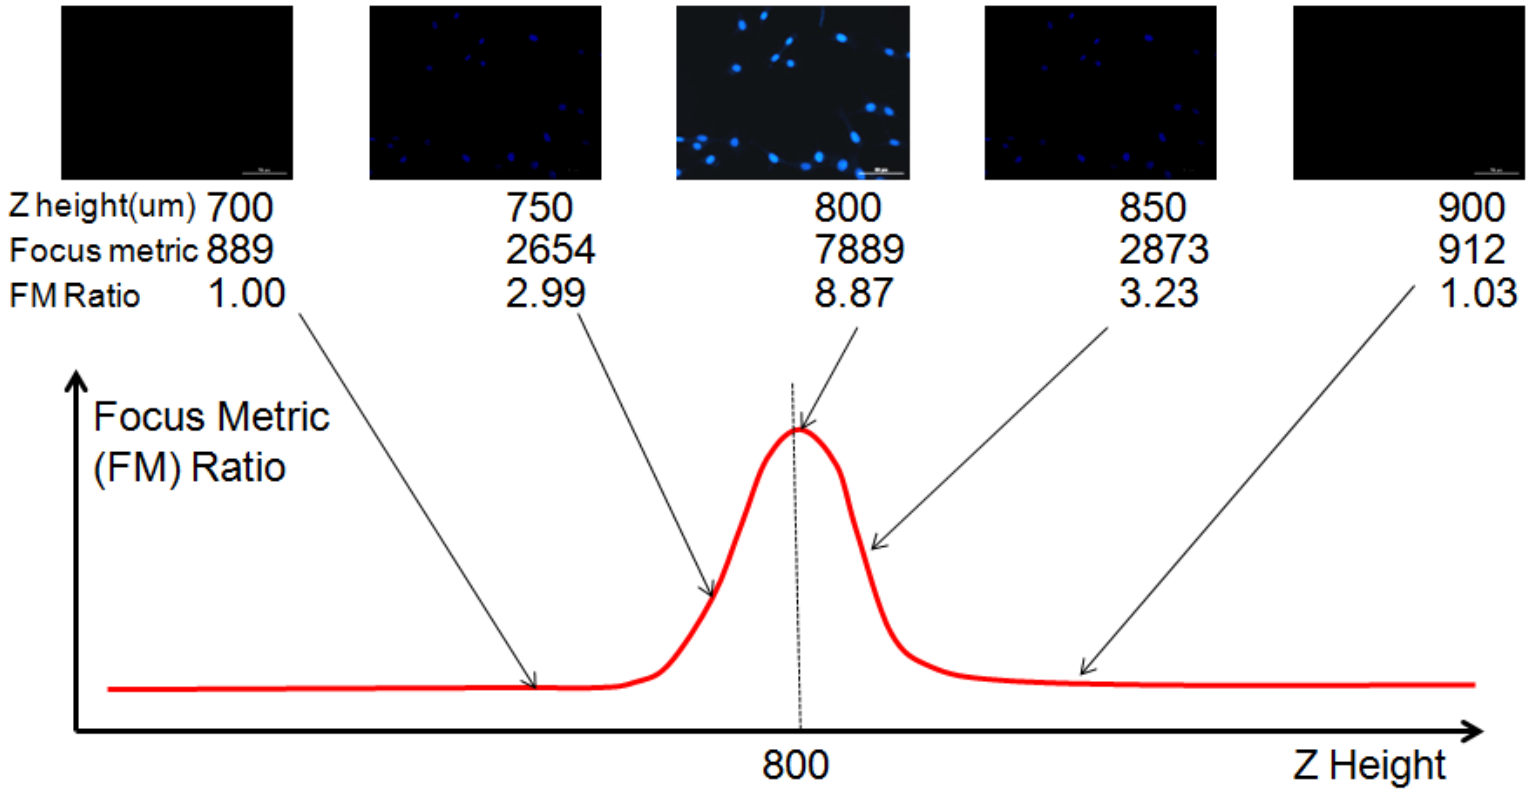 Z height(um) 700 750 800 850 900
Focus metric 889 2654 7889 2873 912
FM Ratio 1.00 2.99 8.87 3.23 1.03
Focus Metric
(FM) Ratio
800
Z Height